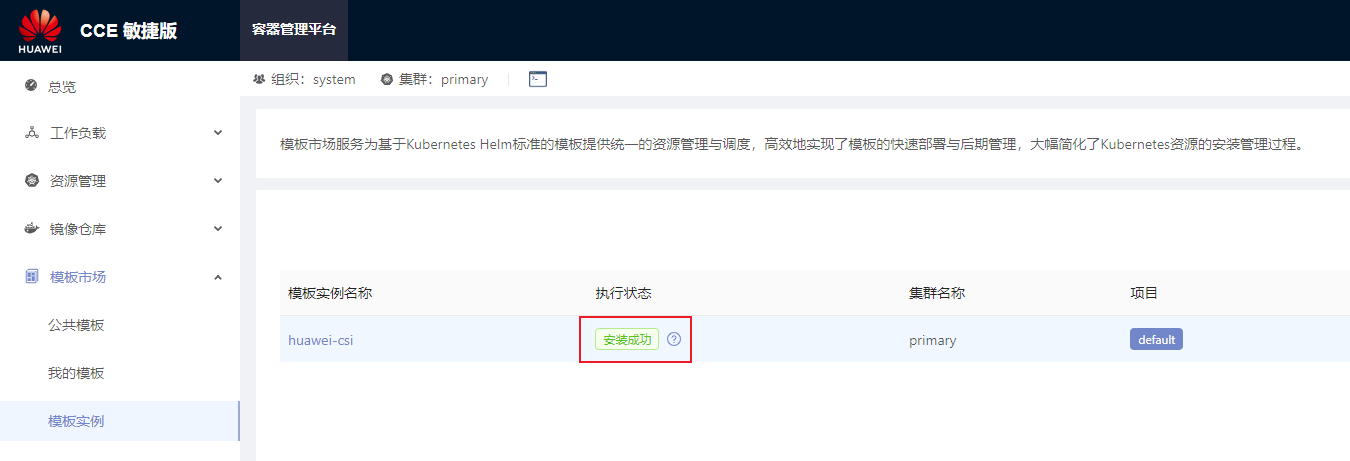 HUAWEI
CCE 敏捷版
容器管理平台
组织：system
集群：primary
总览
工作负载
资源管理
镜像仓库
模板市场
公共模板
我的模板
模板实例
模板市场服务为基于Kubernetes Helm标准的模板提供统一的资源管理与调度，高效地实现了模板的快速部署与后期管理，大幅简化了Kubernetes资源的安装管理过程。
模板实例名称 执行状态 集群名称 项目
huawei-csi 安装成功 primary default